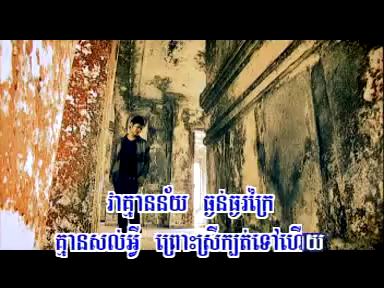 វាគ្មានន័យ ធ្ងន់ធ្ងរក្រៃ
គ្មានសល់អ្វី ព្រោះស្រីក្បត់ទៅហើយ